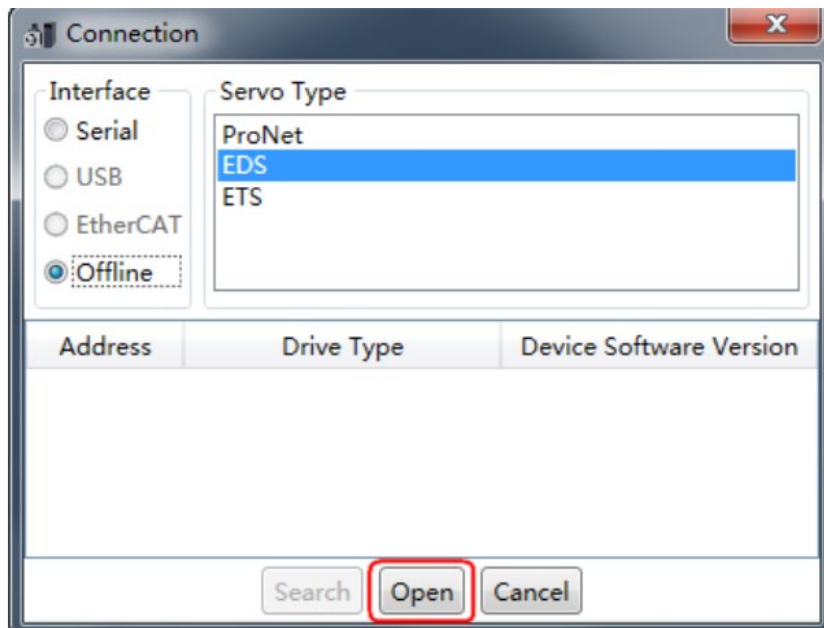 Connection
Interface
Serial
USB
EtherCAT
Offline
Servo Type
ProNet
EDS
ETS
Address Drive Type Device Software Version
Search Open Cancel